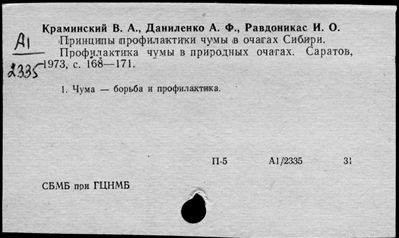 Краминский В. А., Даниленко А. Ф., Равдоникас И. О.
А1
Принципы профилактики чумы в очагах Сибири.
Профилактика чумы в природных очагах. Саратов,
2335
1973, с. 168—171.
1. Чума — борьба и профилактика.
П-5 А1/2335 31
СБМБ при ГЦНМБ